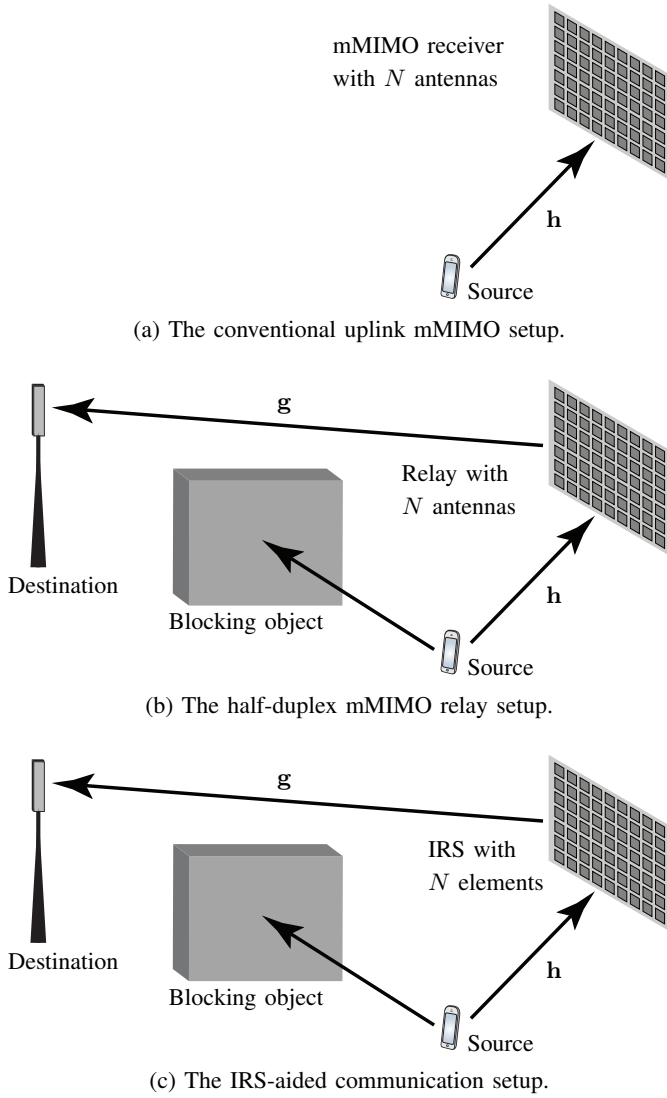 mMIMO receiver
with N antennas
h
Source
(a) The conventional uplink mMIMO setup.
g
Relay with
N antennas
Destination
h
Blocking object
Source
(b) The half-duplex mMIMO relay setup.
g
IRS with
N elements
Destination
h
Blocking object
Source
(c) The IRS-aided communication setup.